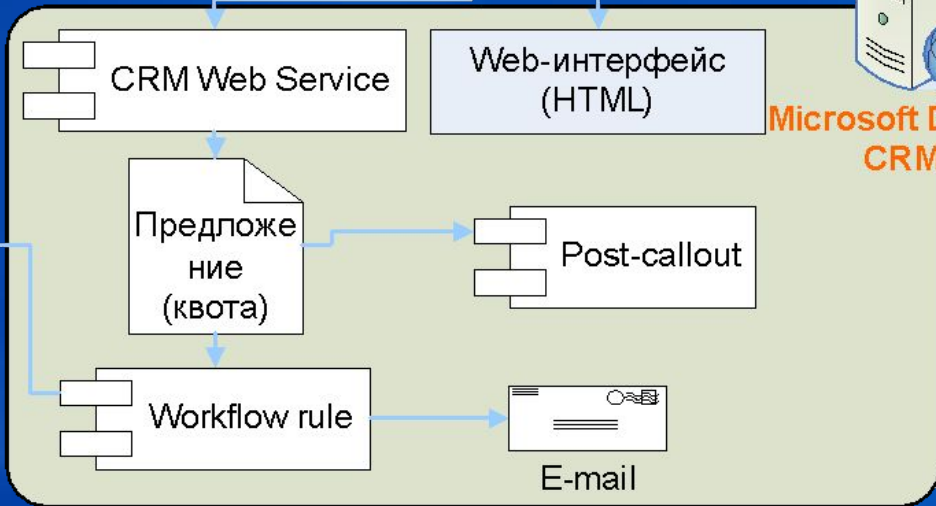 CRM Web Service
Web-интерфейс
(HTML)
Microsoft
CRM
Предложе
ние
(квота)
Post-callout
Workflow rule
E-mail